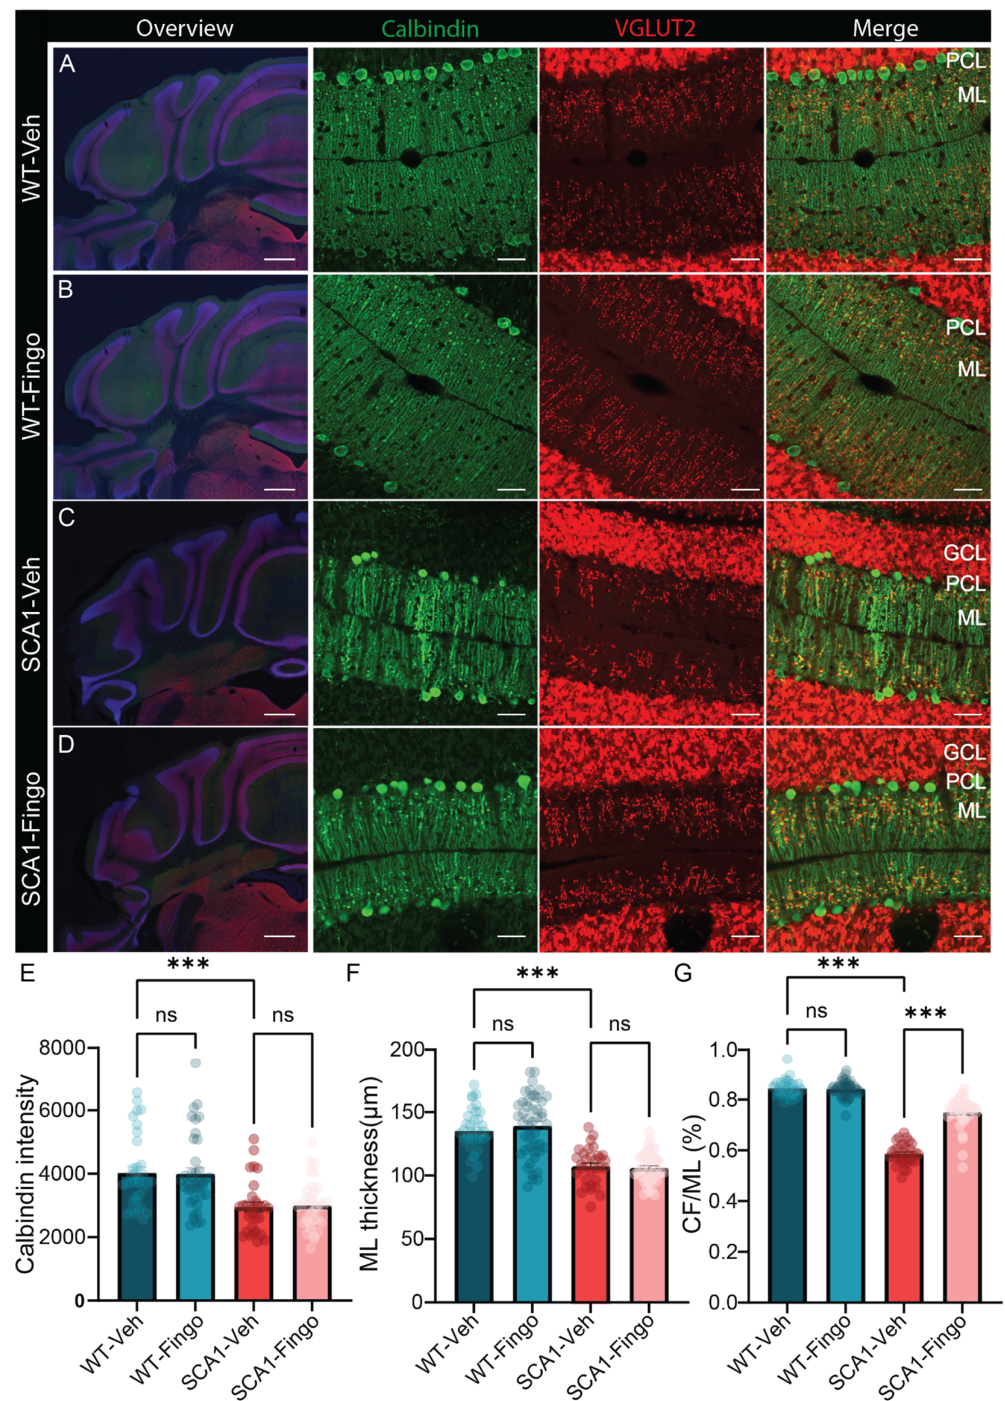 Overview Calbindin VGLUT2 Merge
WT-Veh
A
PCL
ML
WT-Fingo
B
PCL
ML
SCA1-Veh
C
GCL
PCL
ML
SCA1-Fingo
D
GCL
PCL
ML
E
***
ns ns
Calbindin intensity
8000
6000
4000
2000
0
WT-Veh
WT-Fingo
SCA1-Veh
SCA1-Fingo
F
***
ns ns
ML thickness(μm)
200
150
100
50
0
WT-Veh
WT-Fingo
SCA1-Veh
SCA1-Fingo
G
***
ns ***
CF/ML (%)
1.0
0.8
0.6
0.4
0.2
0.0
WT-Veh
WT-Fingo
SCA1-Veh
SCA1-Fingo